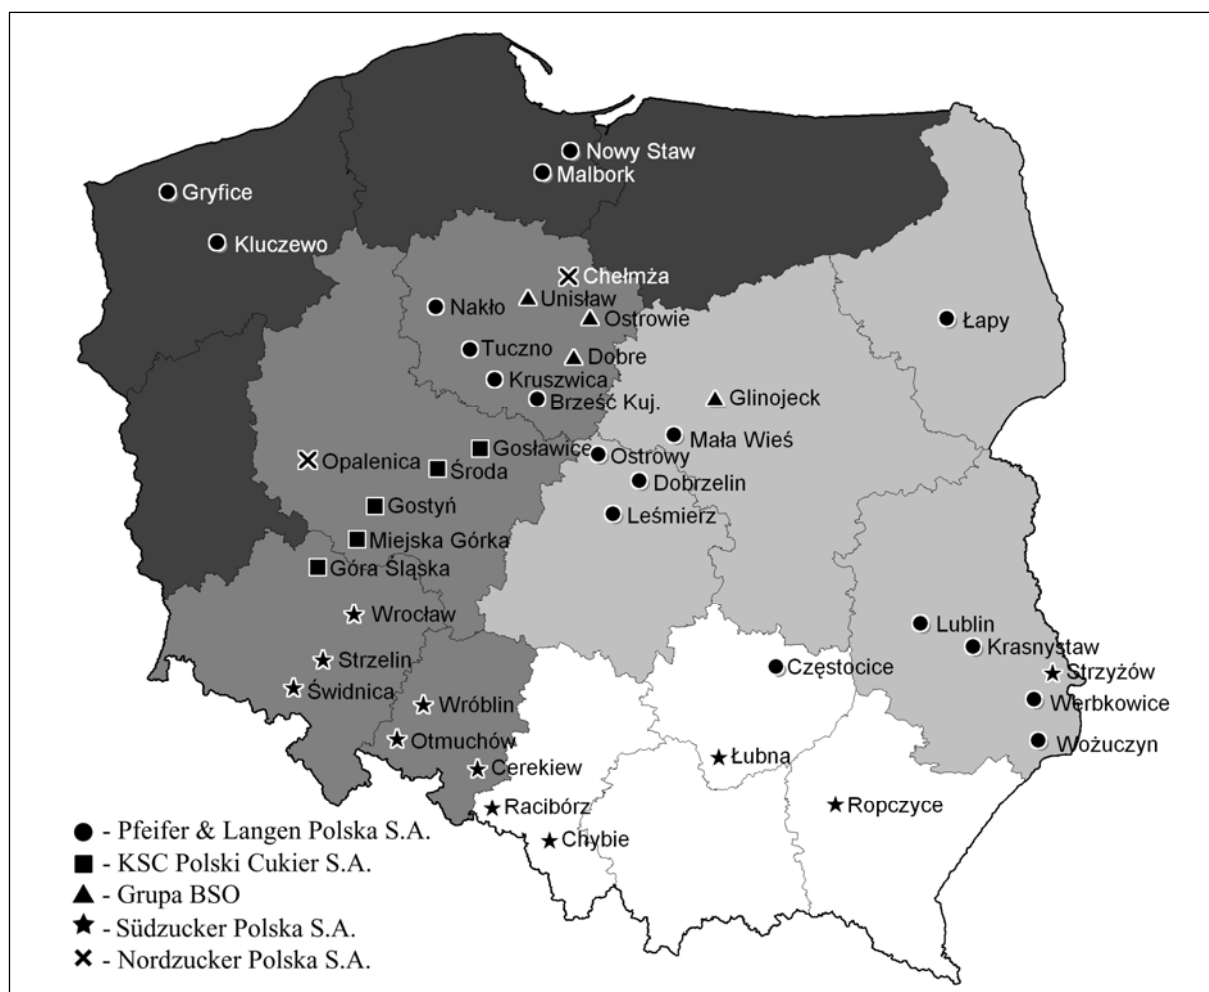 Nowy Staw
Malbork
Gryfice
Kluczewo
Chełmża
Unisław
Nakło
Ostrowie
Łapy
Tuczno
Dobre
Kruszwica
Brześć Kuj.
Glinojeck
Mała Wieś
Gosławice
Ostrowy
Opalenica
Środa
Dobrzelin
Gostyń
Leśmierz
Miejska Górka
Góra Śląska
Wrocław
Lublin
Krasnystaw
Strzelin
Częstocice
Strzyżów
Świdnica
Wróblin
Werbkowice
Otmuchów
Wożuczyn
Łubna
Cerekiew
Racibórz
Ropczyce
Chybie
- Pfeifer & Langen Polska S.A.
- KSC Polski Cukier S.A.
- Grupa BSO
- Südzucker Polska S.A.
- Nordzucker Polska S.A.